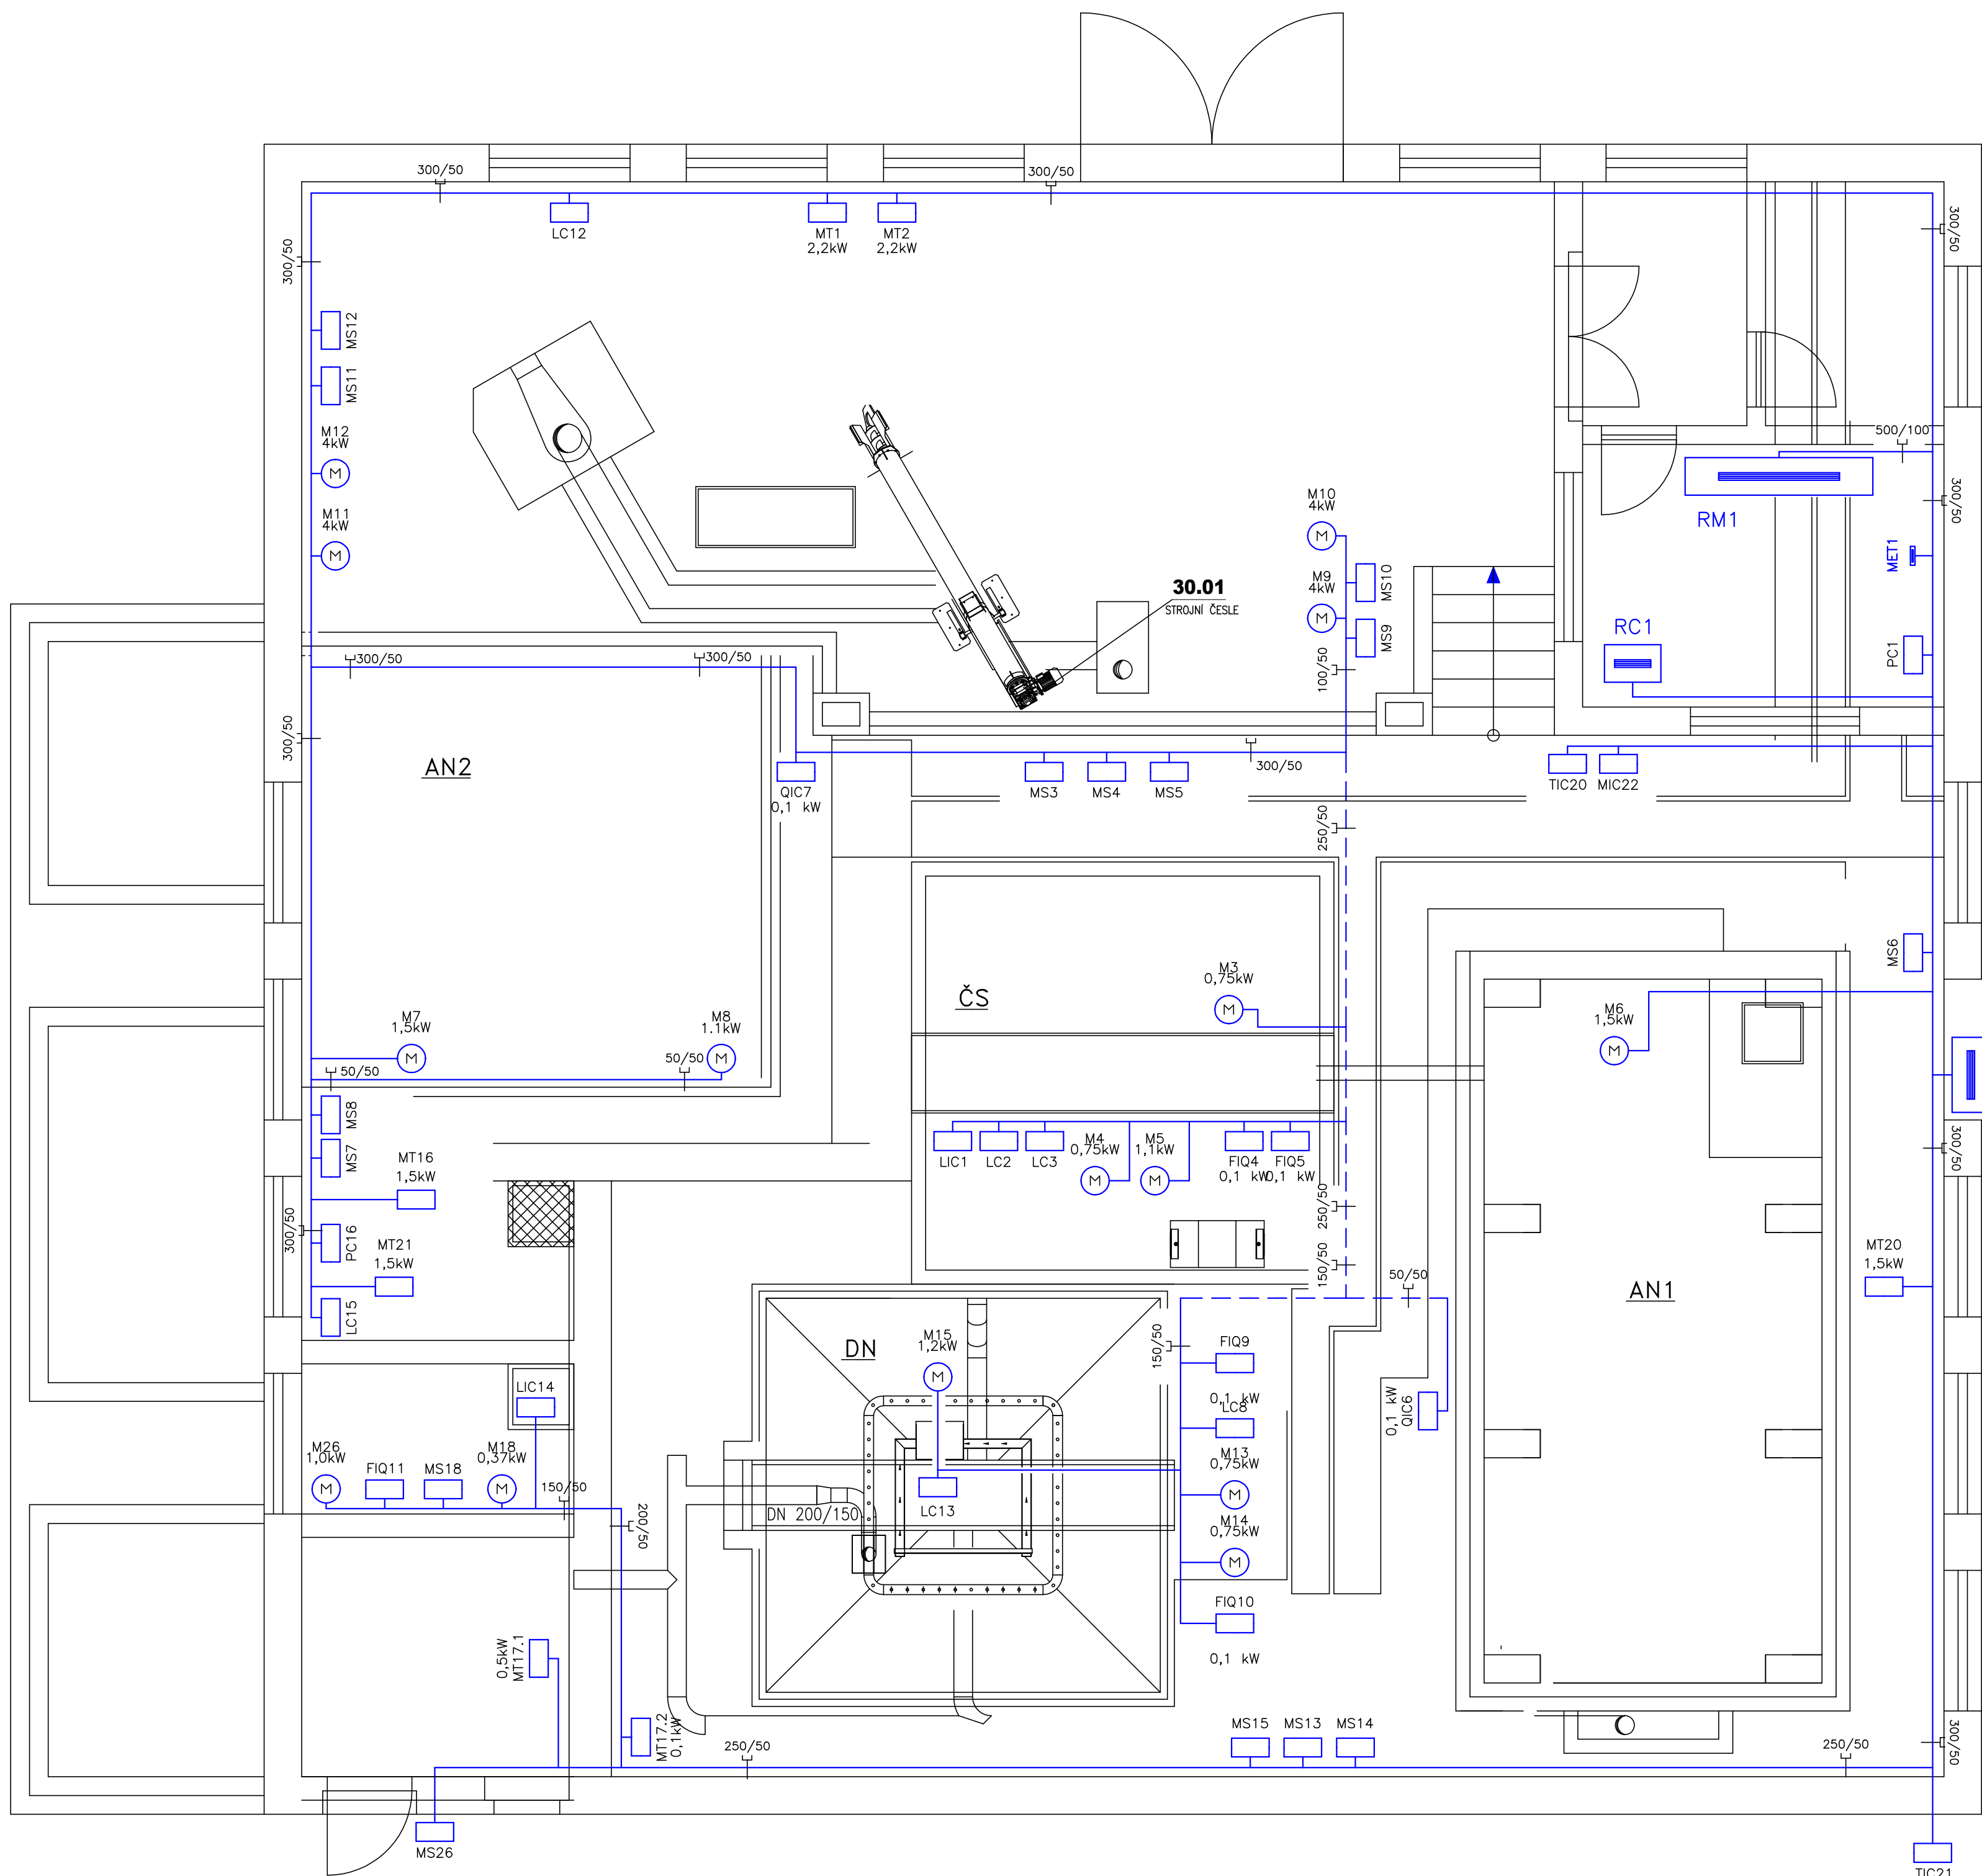 300/50
300/50
LC12
MT1
2,2kW
MT2
2,2kW
300/50
300/50
MS12
MS11
M12
4kW
M
M11
4kW
M
500/100
RM1
300/50
M10
4kW
M
MS10
M9
4kW
M
MS9
100/50
30.01
STROJNÍ ČESLE
MET1
RC1
PC1
300/50
300/50
300/50
AN2
QIC7
0,1 kW
MS3
MS4
MS5
300/50
TIC20
MIC22
250/50
MS6
ČS
M3
0,75kW
M
M6
1,5kW
M
M7
1,5kW
M
M8
1.1kW
M
50/50
50/50
MS8
MS7
MT16
1,5kW
LIC1
LC2
LC3
M4
0,75kW
M
M5
1,1kW
M
FIQ4
0,1 kW
FIQ5
0,1 kW
300/50
250/50
300/50
PC16
MT21
1,5kW
LC15
150/50
50/50
MT20
1,5kW
AN1
DN
M15
1,2kW
M
150/50
FIQ9
0,1 kW
LC8
0,1 kW
QIC6
LIC14
M26
1,0kW
M
FIQ11
MS18
M18
0,37kW
M
150/50
200/50
LC13
DN 200/150
M13
0,75kW
M
M14
0,75kW
M
FIQ10
0,1 kW
0,5kW
MT17.1
MT17.2
0,1kW
250/50
MS15
MS13
MS14
250/50
300/50
MS26
TIC21